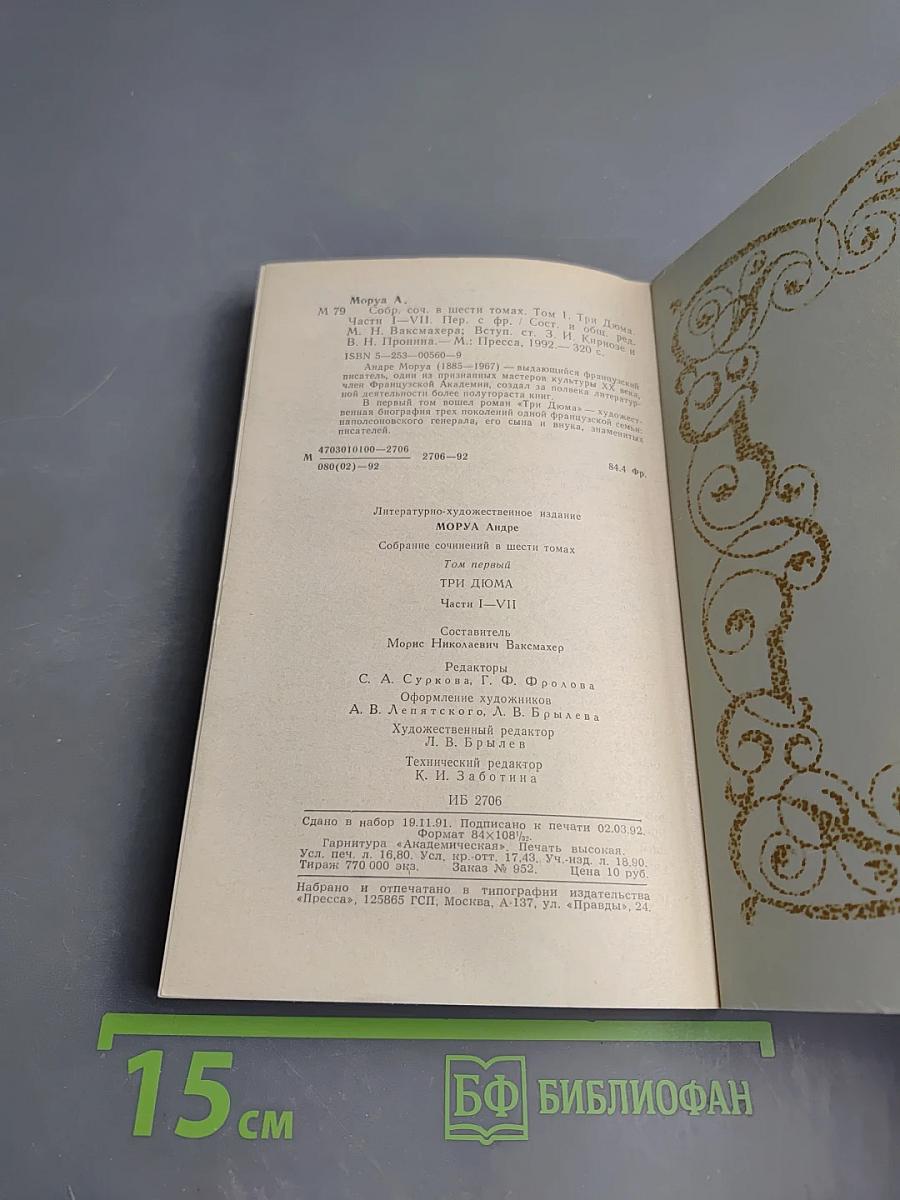 Моруа А.
М 79 Собр. соч. в шести томах. Том 1. Три Дюма.
Части I—VII. Пер. с фр. / Сост. и общ. ред.
М. Н. Ваксмахера; Вступ. ст. З. И. Кирнозе и
В. Н. Пронина.— М.: Пресса, 1992.— 320 с.
ISBN 5—253—00560—9
Андре Моруа (1885—1967) — выдающийся французский
писатель, один из признанных мастеров культуры XX века,
член Французской Академии, создал за полвека литератур-
ной деятельности более полутораста книг.
В первый том вошел роман «Три Дюма» — художест-
венная биография трех поколений одной французской семьи:
наполеоновского генерала, его сына и внука, знаменитых
писателей.
М 4703010100—2706 2706—92
080(02)—92 84.4 Фр.
Литературно-художественное издание
МОРУА Андре
Собрание сочинений в шести томах
Том первый
ТРИ ДЮМА
Части I—VII
Составитель
Морис Николаевич Ваксмахер
Редакторы
С. А. Суркова, Г. Ф. Фролова
Оформление художников
А. В. Лепятского, Л. В. Брылева
Художественный редактор
Л. В. Брылев
Технический редактор
К. И. Заботина
ИБ 2706
Сдано в набор 19.11.91. Подписано к печати 02.03.92.
Формат 84×108¹/₃₂.
Гарнитура «Академическая». Печать высокая.
Усл. печ. л. 16,80. Усл. кр.-отт. 17,43. Уч.-изд. л. 18,90.
Тираж 770 000 экз. Заказ № 952. Цена 10 руб.
Набрано и отпечатано в типографии издательства
«Пресса», 125865 ГСП, Москва, А-137, ул. «Правды», 24.
15 см
БФ БИБЛИОФАН